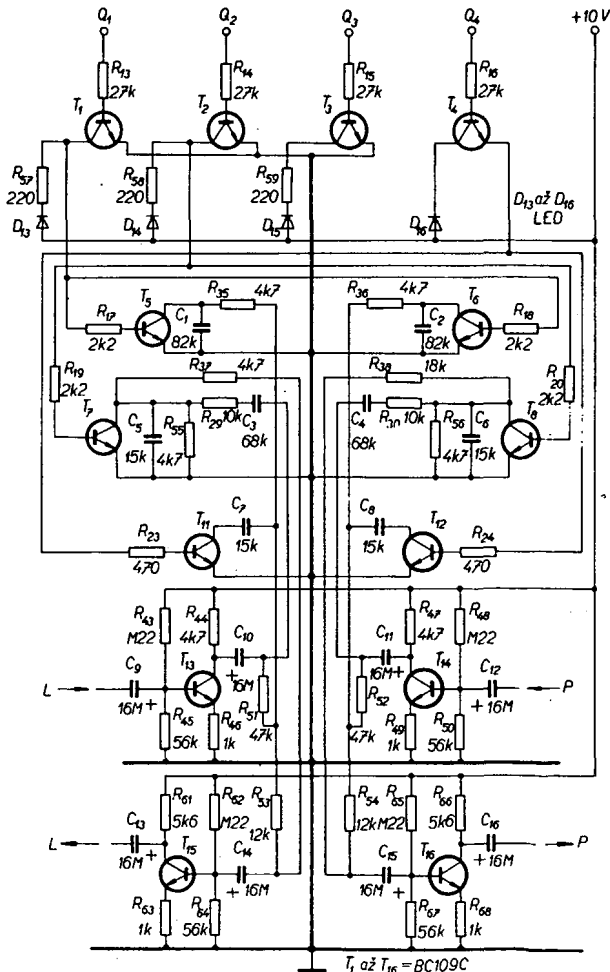 Q1 Q2 Q3 Q4 +10 V
R13 27k R14 27k R15 27k R16 27k
T1 T2 T3 T4
R57 220 R58 220 R59 220
D13 D14 D15 D16
D13 až D16
LED
R17 2k2 T5 C1 82k R35 4k7
R36 4k7 C2 82k T6 R18 2k2
R19 2k2 T7 C5 15k R55 4k7 R37 4k7 R29 10k C3 68k
R38 18k C4 68k R30 10k R56 4k7 C6 15k T8 R20 2k2
R23 470 T11 C7 15k
C8 15k T12 R24 470
R43 M22 R44 4k7 C10 16M +
R47 4k7 R48 M22 C11 16M +
L C9 16M + T13 R51 47k
R52 47k T14 C12 + 16M P
R45 56k R46 1k
R49 1k R50 56k
R61 5k6 R62 M22 R53 12k
R54 12k R65 M22 R66 5k6
L C13 16M + T15 C14 + 16M
C15 16M + T16 C16 + 16M P
R63 1k R64 56k
R67 56k R68 1k
T1 až T16 = BC109C